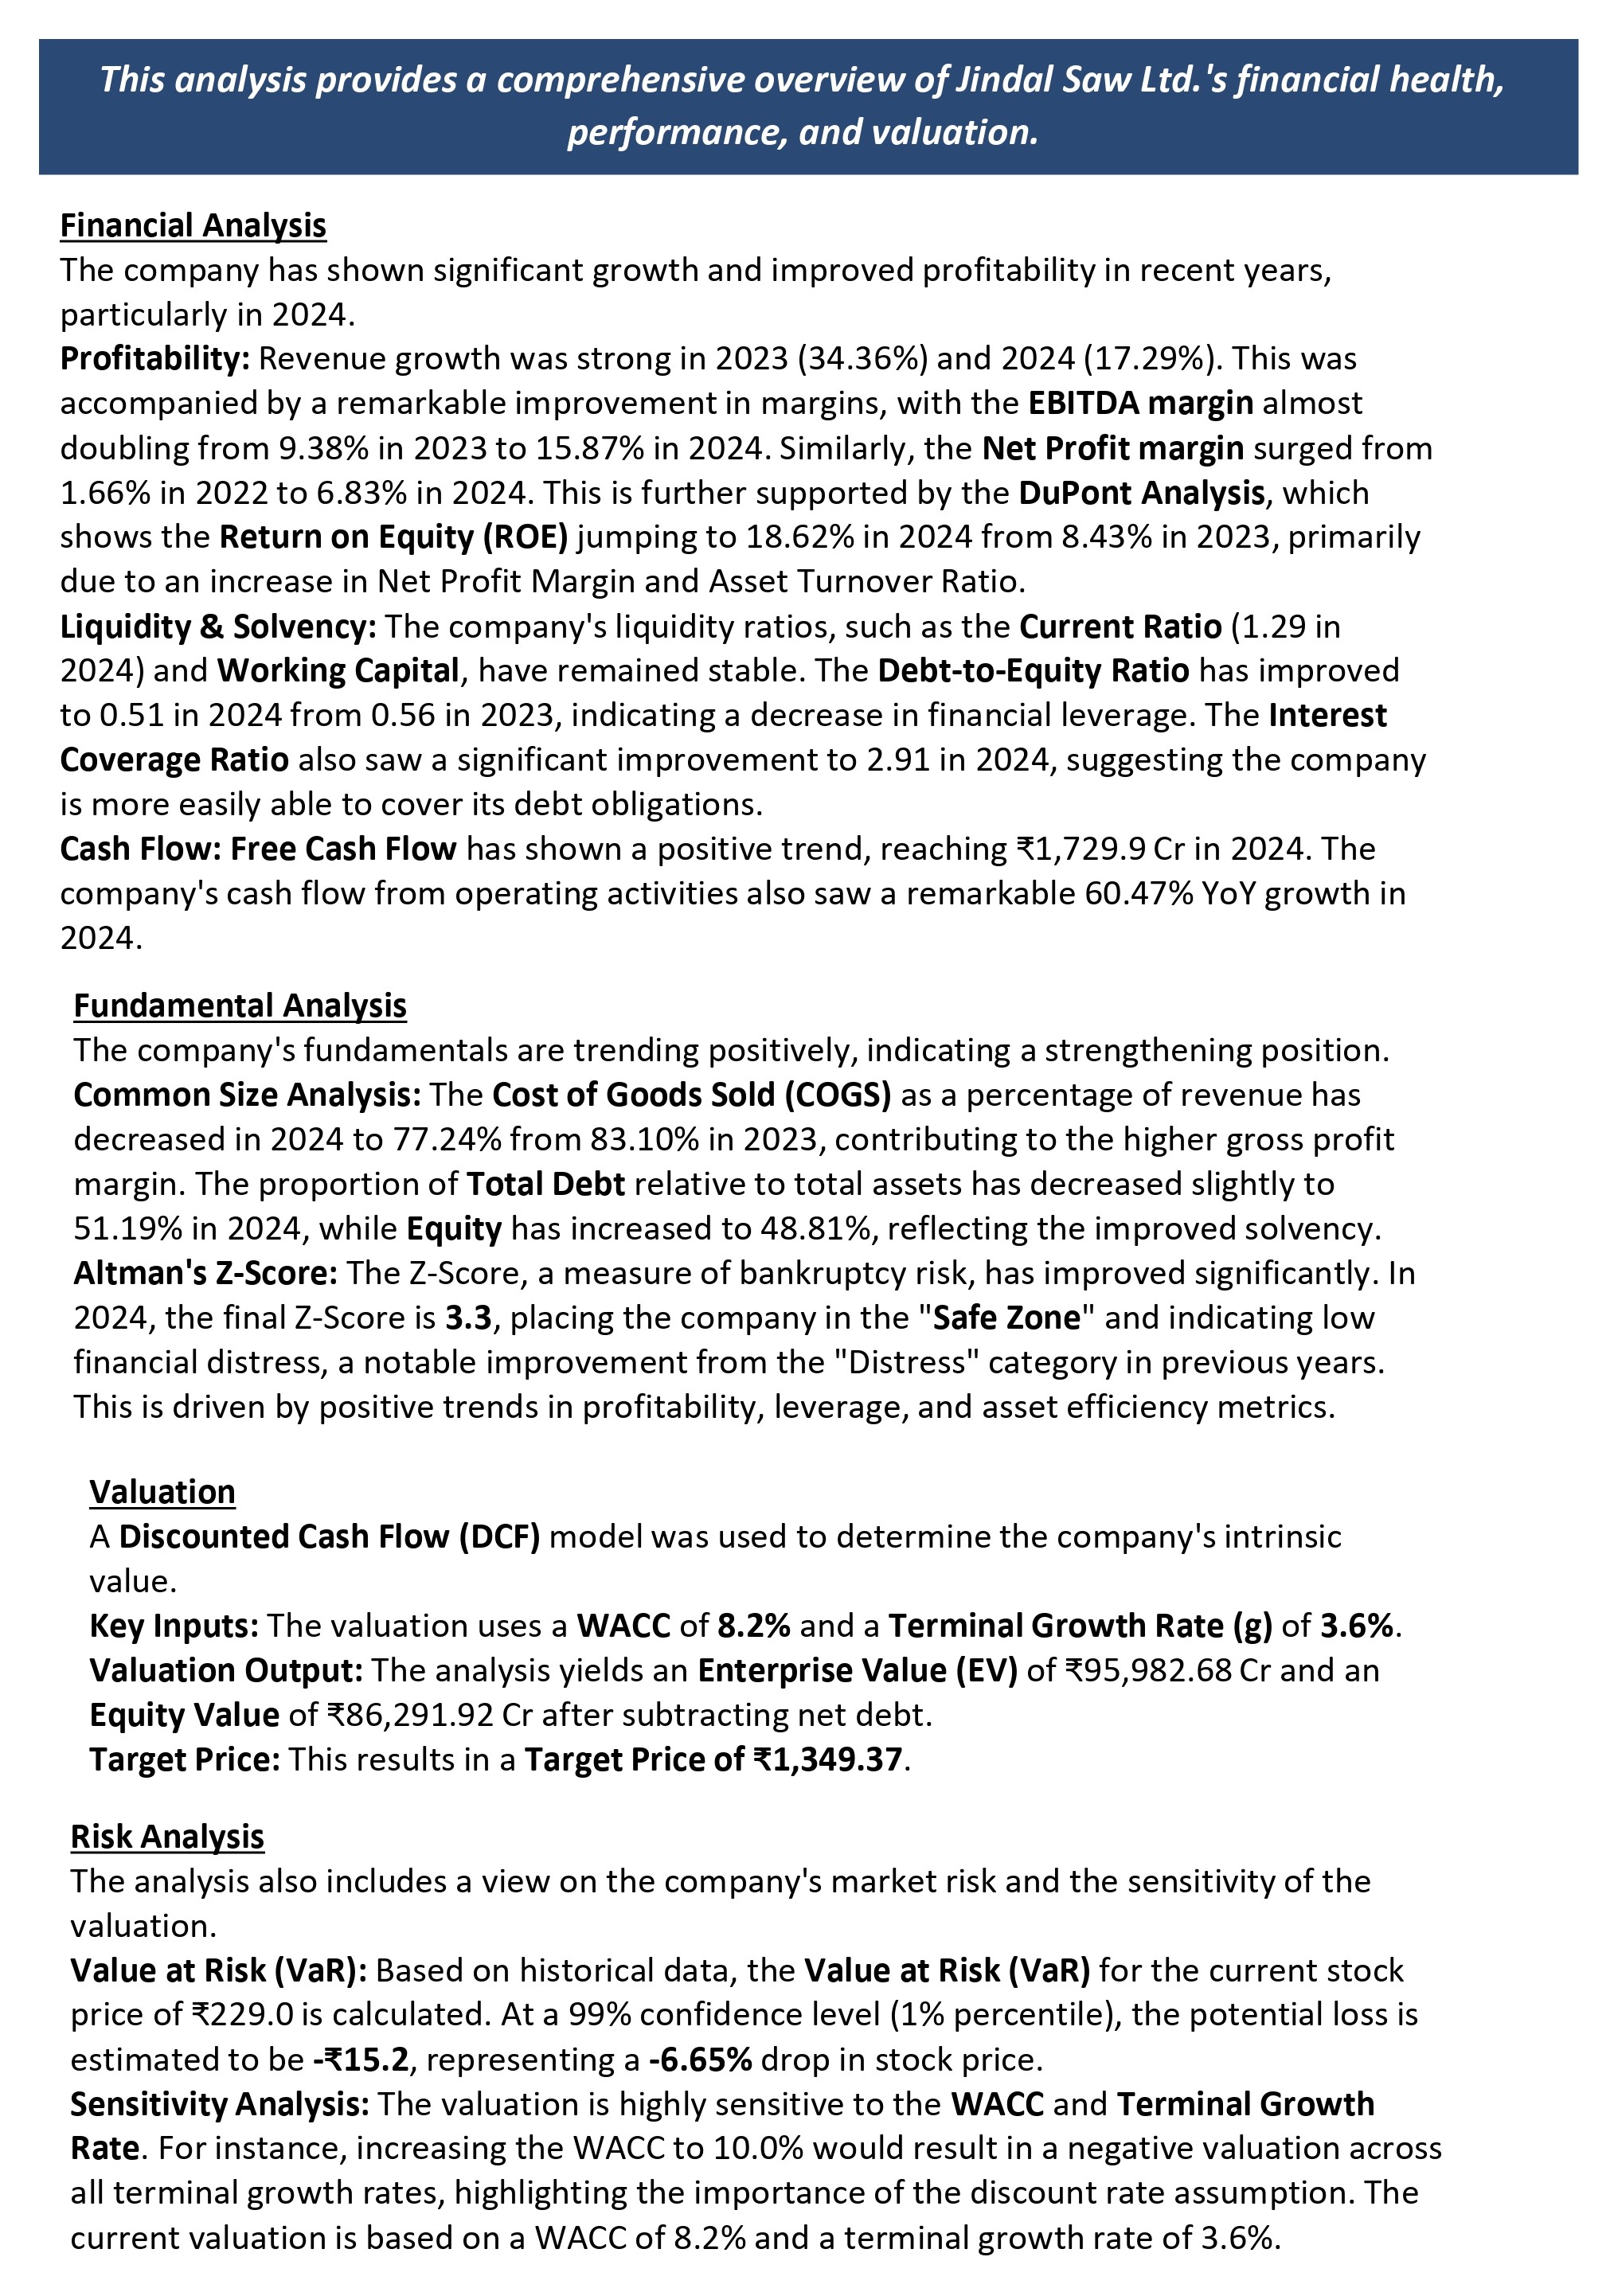 This analysis provides a comprehensive overview of Jindal Saw Ltd.'s financial health,
performance, and valuation.
Financial Analysis
The company has shown significant growth and improved profitability in recent years,
particularly in 2024.
Profitability: Revenue growth was strong in 2023 (34.36%) and 2024 (17.29%). This was
accompanied by a remarkable improvement in margins, with the EBITDA margin almost
doubling from 9.38% in 2023 to 15.87% in 2024. Similarly, the Net Profit margin surged from
1.66% in 2022 to 6.83% in 2024. This is further supported by the DuPont Analysis, which
shows the Return on Equity (ROE) jumping to 18.62% in 2024 from 8.43% in 2023, primarily
due to an increase in Net Profit Margin and Asset Turnover Ratio.
Liquidity & Solvency: The company's liquidity ratios, such as the Current Ratio (1.29 in
2024) and Working Capital, have remained stable. The Debt-to-Equity Ratio has improved
to 0.51 in 2024 from 0.56 in 2023, indicating a decrease in financial leverage. The Interest
Coverage Ratio also saw a significant improvement to 2.91 in 2024, suggesting the company
is more easily able to cover its debt obligations.
Cash Flow: Free Cash Flow has shown a positive trend, reaching ₹1,729.9 Cr in 2024. The
company's cash flow from operating activities also saw a remarkable 60.47% YoY growth in
2024.
Fundamental Analysis
The company's fundamentals are trending positively, indicating a strengthening position.
Common Size Analysis: The Cost of Goods Sold (COGS) as a percentage of revenue has
decreased in 2024 to 77.24% from 83.10% in 2023, contributing to the higher gross profit
margin. The proportion of Total Debt relative to total assets has decreased slightly to
51.19% in 2024, while Equity has increased to 48.81%, reflecting the improved solvency.
Altman's Z-Score: The Z-Score, a measure of bankruptcy risk, has improved significantly. In
2024, the final Z-Score is 3.3, placing the company in the "Safe Zone" and indicating low
financial distress, a notable improvement from the "Distress" category in previous years.
This is driven by positive trends in profitability, leverage, and asset efficiency metrics.
Valuation
A Discounted Cash Flow (DCF) model was used to determine the company's intrinsic
value.
Key Inputs: The valuation uses a WACC of 8.2% and a Terminal Growth Rate (g) of 3.6%.
Valuation Output: The analysis yields an Enterprise Value (EV) of ₹95,982.68 Cr and an
Equity Value of ₹86,291.92 Cr after subtracting net debt.
Target Price: This results in a Target Price of ₹1,349.37.
Risk Analysis
The analysis also includes a view on the company's market risk and the sensitivity of the
valuation.
Value at Risk (VaR): Based on historical data, the Value at Risk (VaR) for the current stock
price of ₹229.0 is calculated. At a 99% confidence level (1% percentile), the potential loss is
estimated to be -₹15.2, representing a -6.65% drop in stock price.
Sensitivity Analysis: The valuation is highly sensitive to the WACC and Terminal Growth
Rate. For instance, increasing the WACC to 10.0% would result in a negative valuation across
all terminal growth rates, highlighting the importance of the discount rate assumption. The
current valuation is based on a WACC of 8.2% and a terminal growth rate of 3.6%.